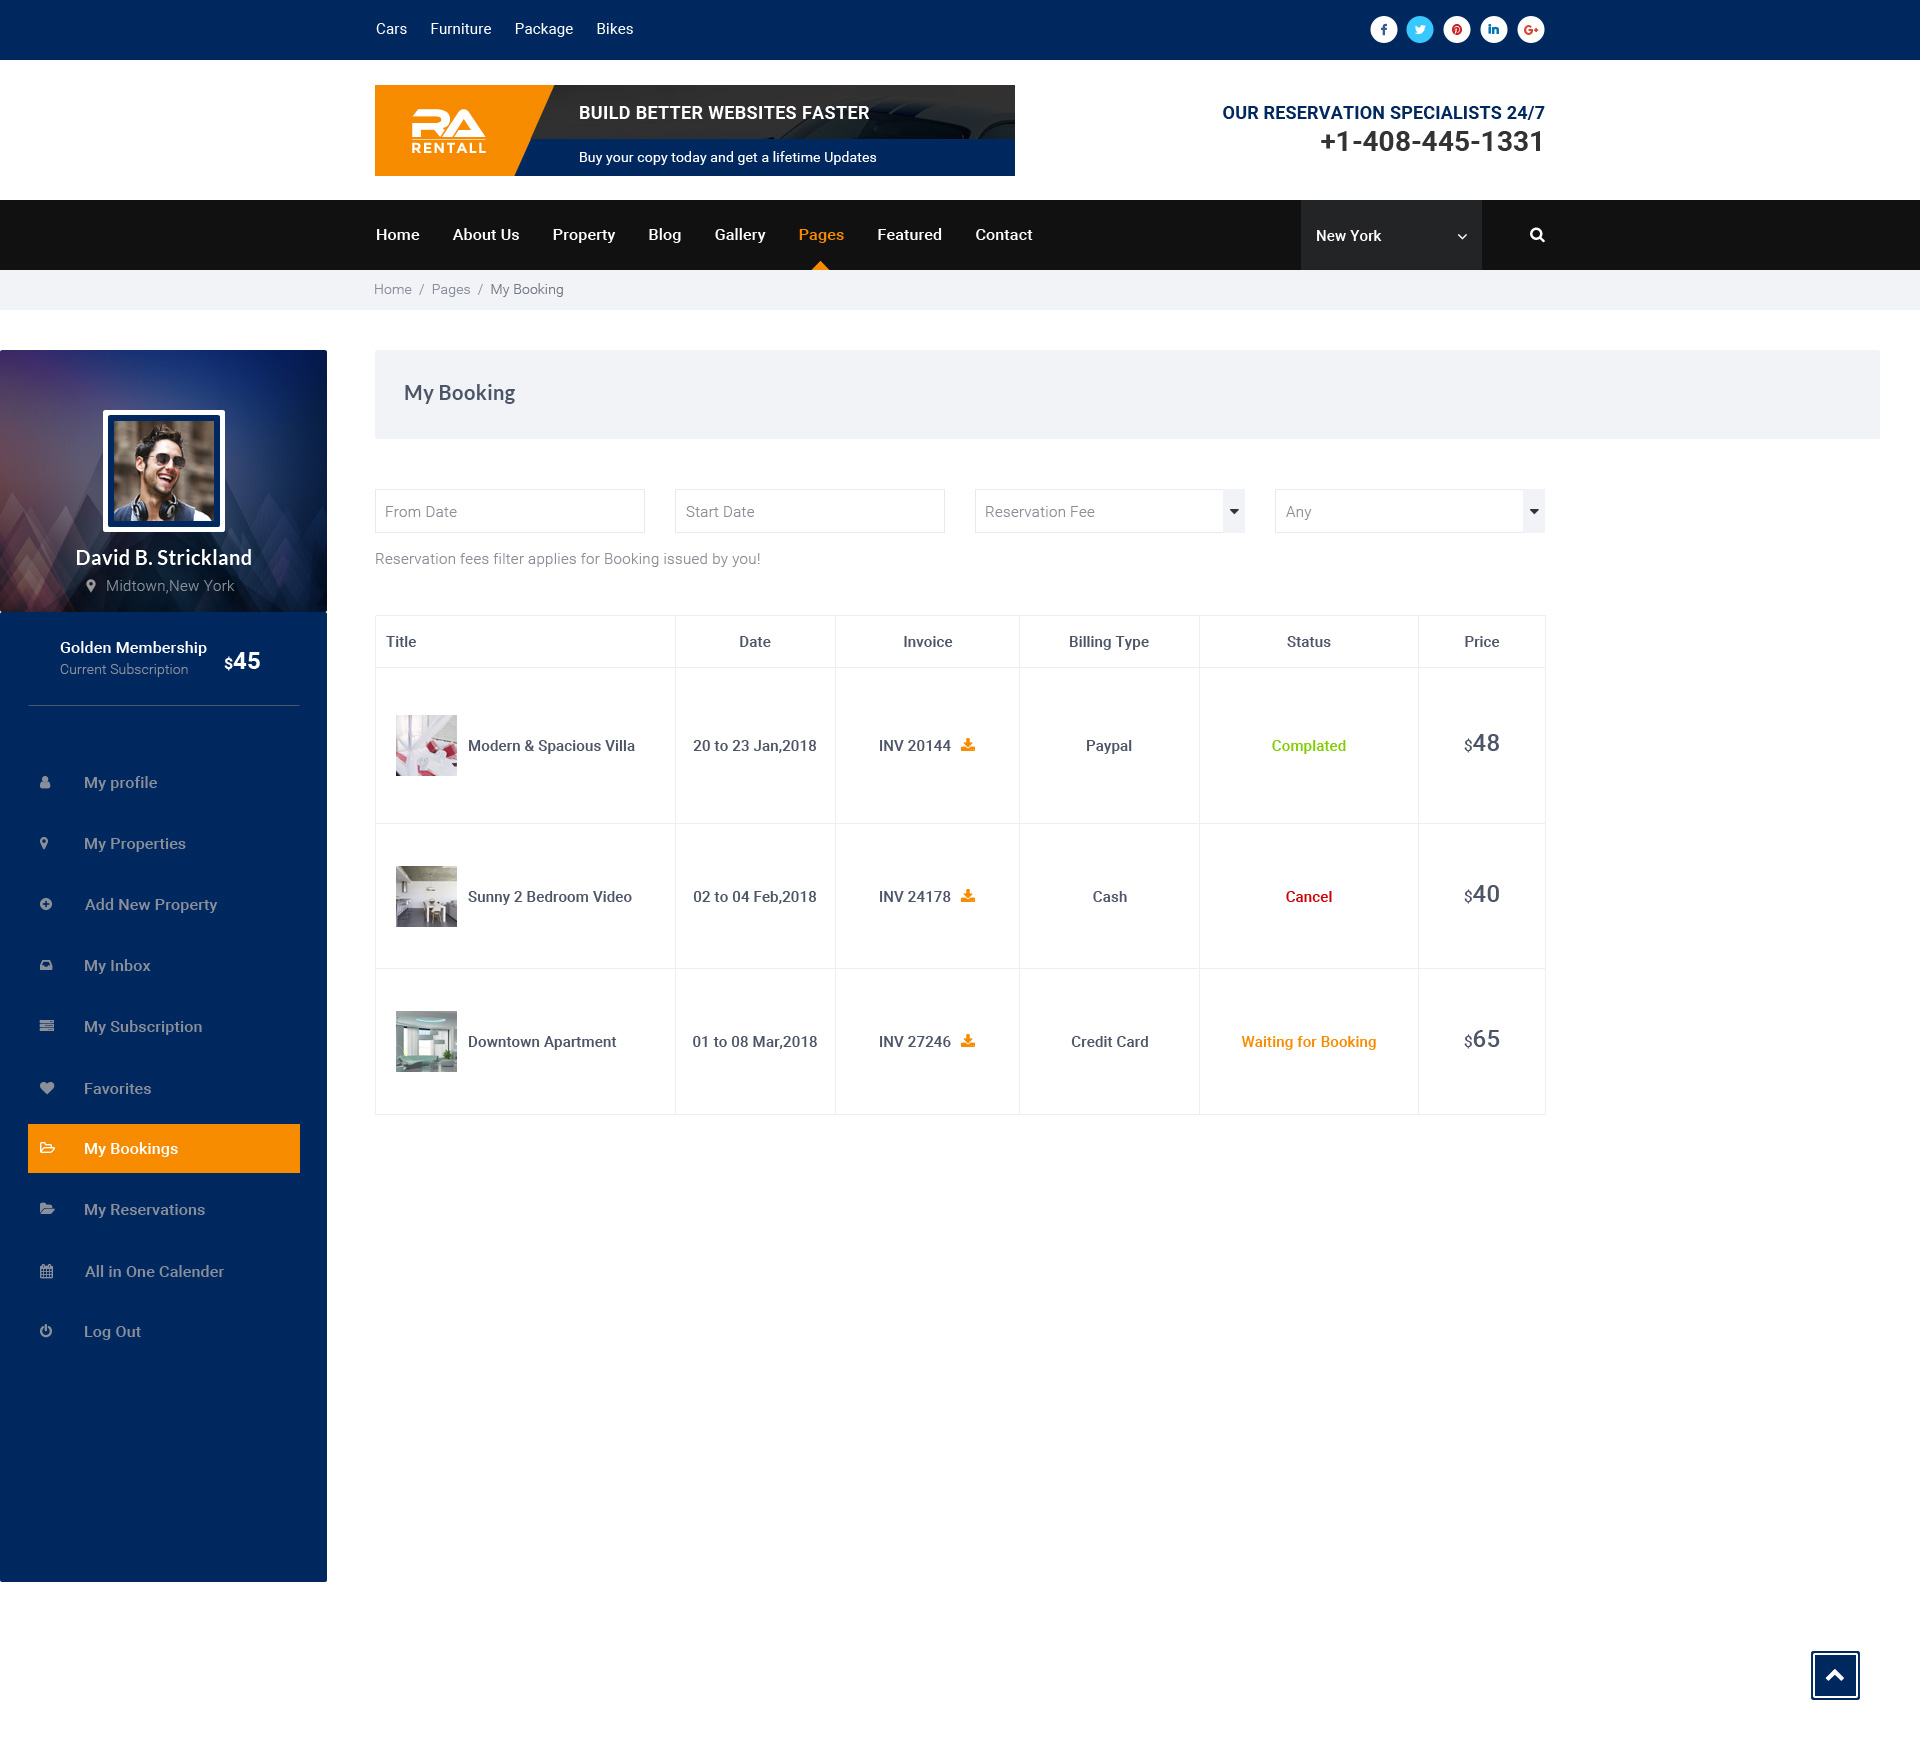 Cars Furniture Package Bikes
RA
RENTALL
BUILD BETTER WEBSITES FASTER
Buy your copy today and get a lifetime Updates
OUR RESERVATION SPECIALISTS 24/7
+1-408-445-1331
Home About Us Property Blog Gallery Pages Featured Contact New York
Home / Pages / My Booking
David B. Strickland
Midtown,New York
Golden Membership
Current Subscription
$45
My profile
My Properties
Add New Property
My Inbox
My Subscription
Favorites
My Bookings
My Reservations
All in One Calender
Log Out
My Booking
From Date Start Date Reservation Fee Any
Reservation fees filter applies for Booking issued by you!
Title Date Invoice Billing Type Status Price
Modern & Spacious Villa 20 to 23 Jan,2018 INV 20144 Paypal Complated $48
Sunny 2 Bedroom Video 02 to 04 Feb,2018 INV 24178 Cash Cancel $40
Downtown Apartment 01 to 08 Mar,2018 INV 27246 Credit Card Waiting for Booking $65